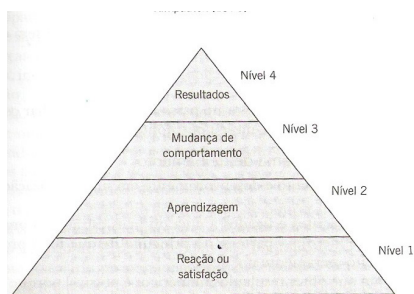 Nível 4
Resultados
Nível 3
Mudança de
comportamento
Nível 2
Aprendizagem
Nível 1
Reação ou
satisfação